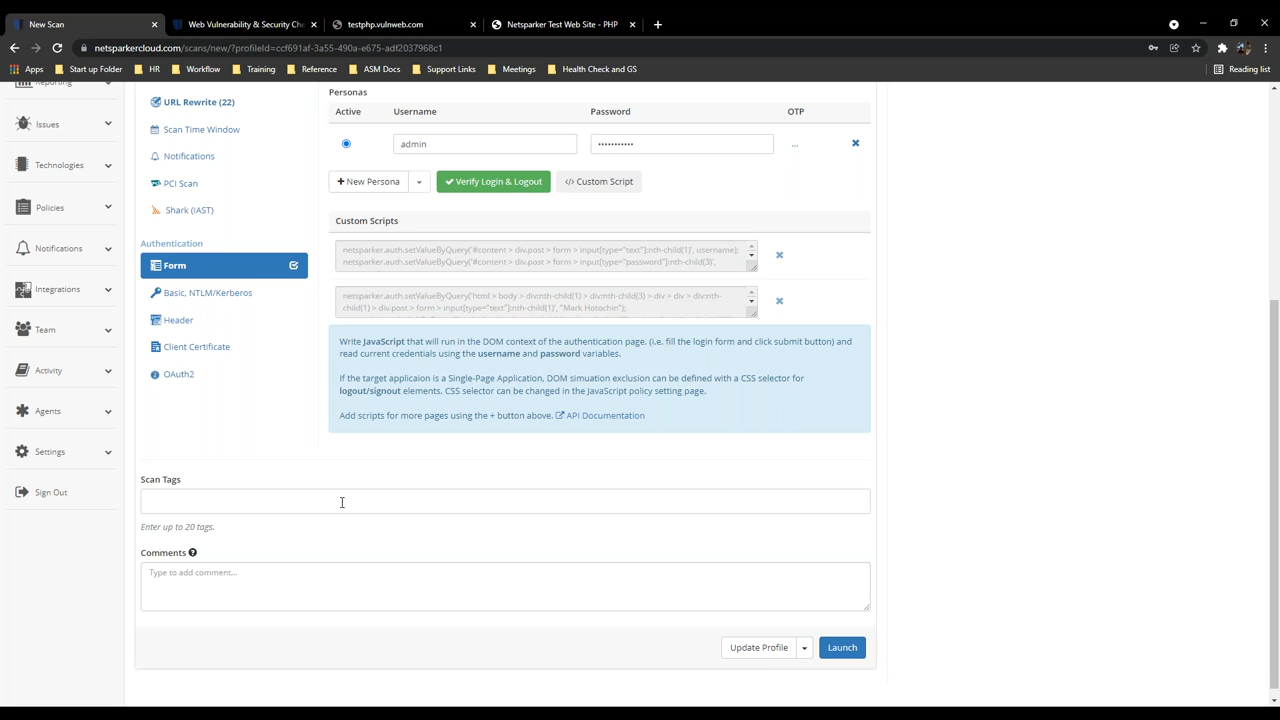 New Scan
Web Vulnerability & Security Che
testphp.vulnweb.com
Netsparker Test Web Site - PHP
netsparkercloud.com/scans/new/?profileId=ccf691af-3a55-490a-e675-adf2037968c1
Apps
Start up Folder
HR
Workflow
Training
Reference
ASM Docs
Support Links
Meetings
Health Check and GS
Reading list
Reporting
Issues
Technologies
Policies
Notifications
Integrations
Team
Activity
Agents
Settings
Sign Out
URL Rewrite (22)
Scan Time Window
Notifications
PCI Scan
Shark (IAST)
Authentication
Form
Basic, NTLM/Kerberos
Header
Client Certificate
OAuth2
Personas
Active Username Password OTP
admin ••••••••••• ...
+ New Persona
Verify Login & Logout
</> Custom Script
Custom Scripts
netsparker.auth.setValueByQuery('#content > div.post > form > input[type="text"]:nth-child(1)', username);
netsparker.auth.setValueByQuery('#content > div.post > form > input[type="password"]:nth-child(3)',
netsparker.auth.setValueByQuery('html > body > div:nth-child(1) > div:nth-child(3) > div > div > div:nth-
child(1) > div.post > form > input[type="text"]:nth-child(1)', "Mark Hotochin");
Write JavaScript that will run in the DOM context of the authentication page. (i.e. fill the login form and click submit button) and
read current credentials using the username and password variables.
If the target applicaion is a Single-Page Application, DOM simuation exclusion can be defined with a CSS selector for
logout/signout elements. CSS selector can be changed in the JavaScript policy setting page.
Add scripts for more pages using the + button above. API Documentation
Scan Tags
Enter up to 20 tags.
Comments
Type to add comment...
Update Profile
Launch